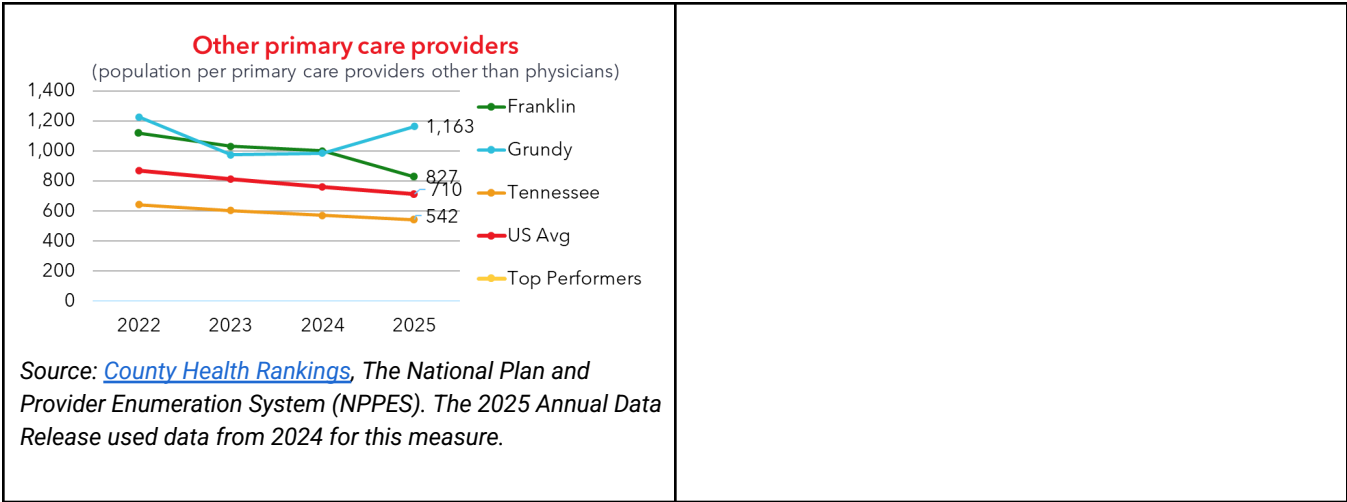 Other primary care providers
(population per primary care providers other than physicians)
1,400
1,200
1,000
800
600
400
200
0
1,163
827
710
542
2022 2023 2024 2025
Franklin
Grundy
Tennessee
US Avg
Top Performers
Source: County Health Rankings, The National Plan and
Provider Enumeration System (NPPES). The 2025 Annual Data
Release used data from 2024 for this measure.